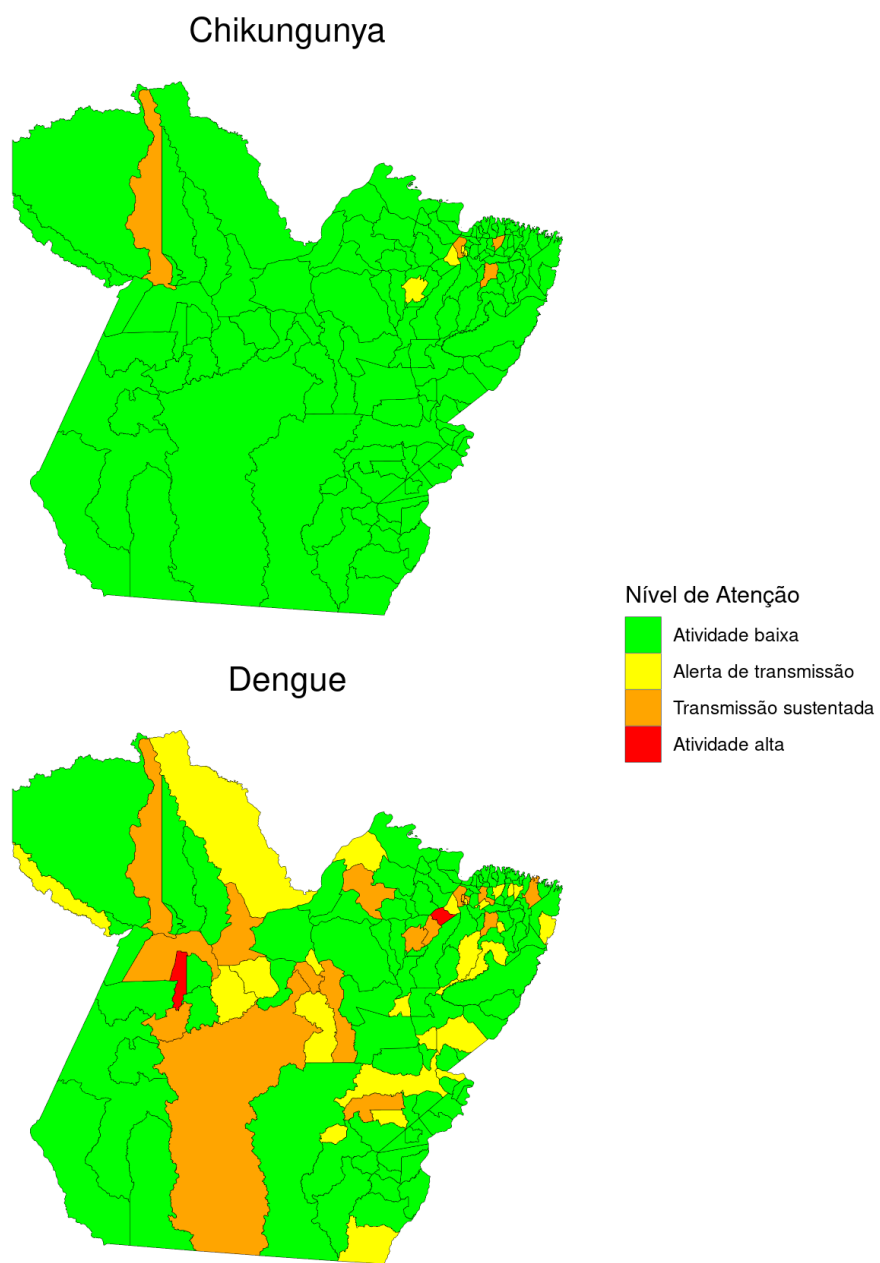 Chikungunya
Nível de Atenção
Atividade baixa
Alerta de transmissão
Transmissão sustentada
Atividade alta
Dengue